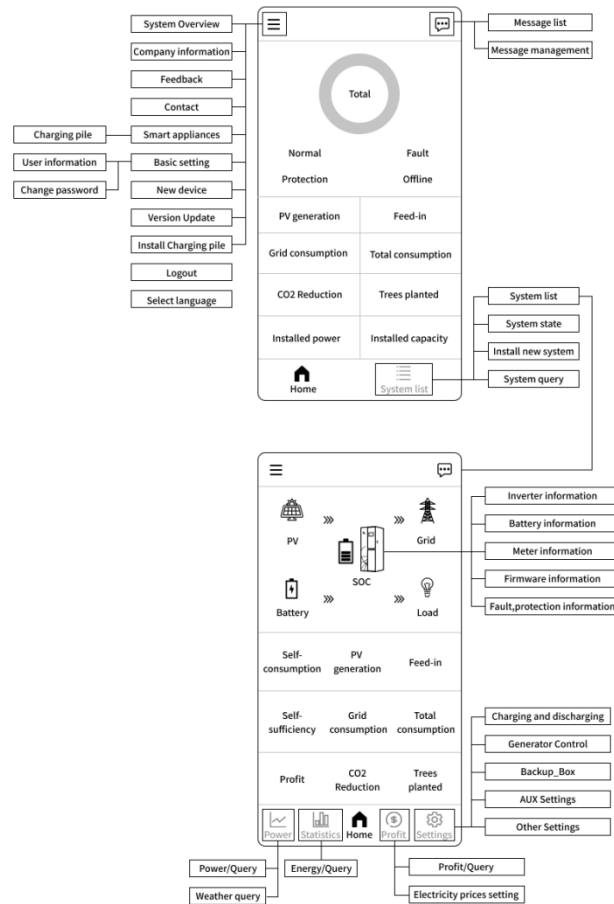 System Overview
Company information
Feedback
Contact
Charging pile
Smart appliances
User information
Basic setting
Change password
New device
Version Update
Install Charging pile
Logout
Select language
Message list
Message management
Total
Normal
Fault
Protection
Offline
PV generation
Feed-in
Grid consumption
Total consumption
CO2 Reduction
Trees planted
Installed power
Installed capacity
Home
System list
System list
System state
Install new system
System query
PV
Grid
SOC
Battery
Load
Inverter information
Battery information
Meter information
Firmware information
Fault,protection information
Self-
consumption
PV
generation
Feed-in
Self-
sufficiency
Grid
consumption
Total
consumption
Profit
CO2
Reduction
Trees
planted
Power
Statistics
Home
Profit
Settings
Charging and discharging
Generator Control
Backup_Box
AUX Settings
Other Settings
Power/Query
Energy/Query
Profit/Query
Weather query
Electricity prices setting